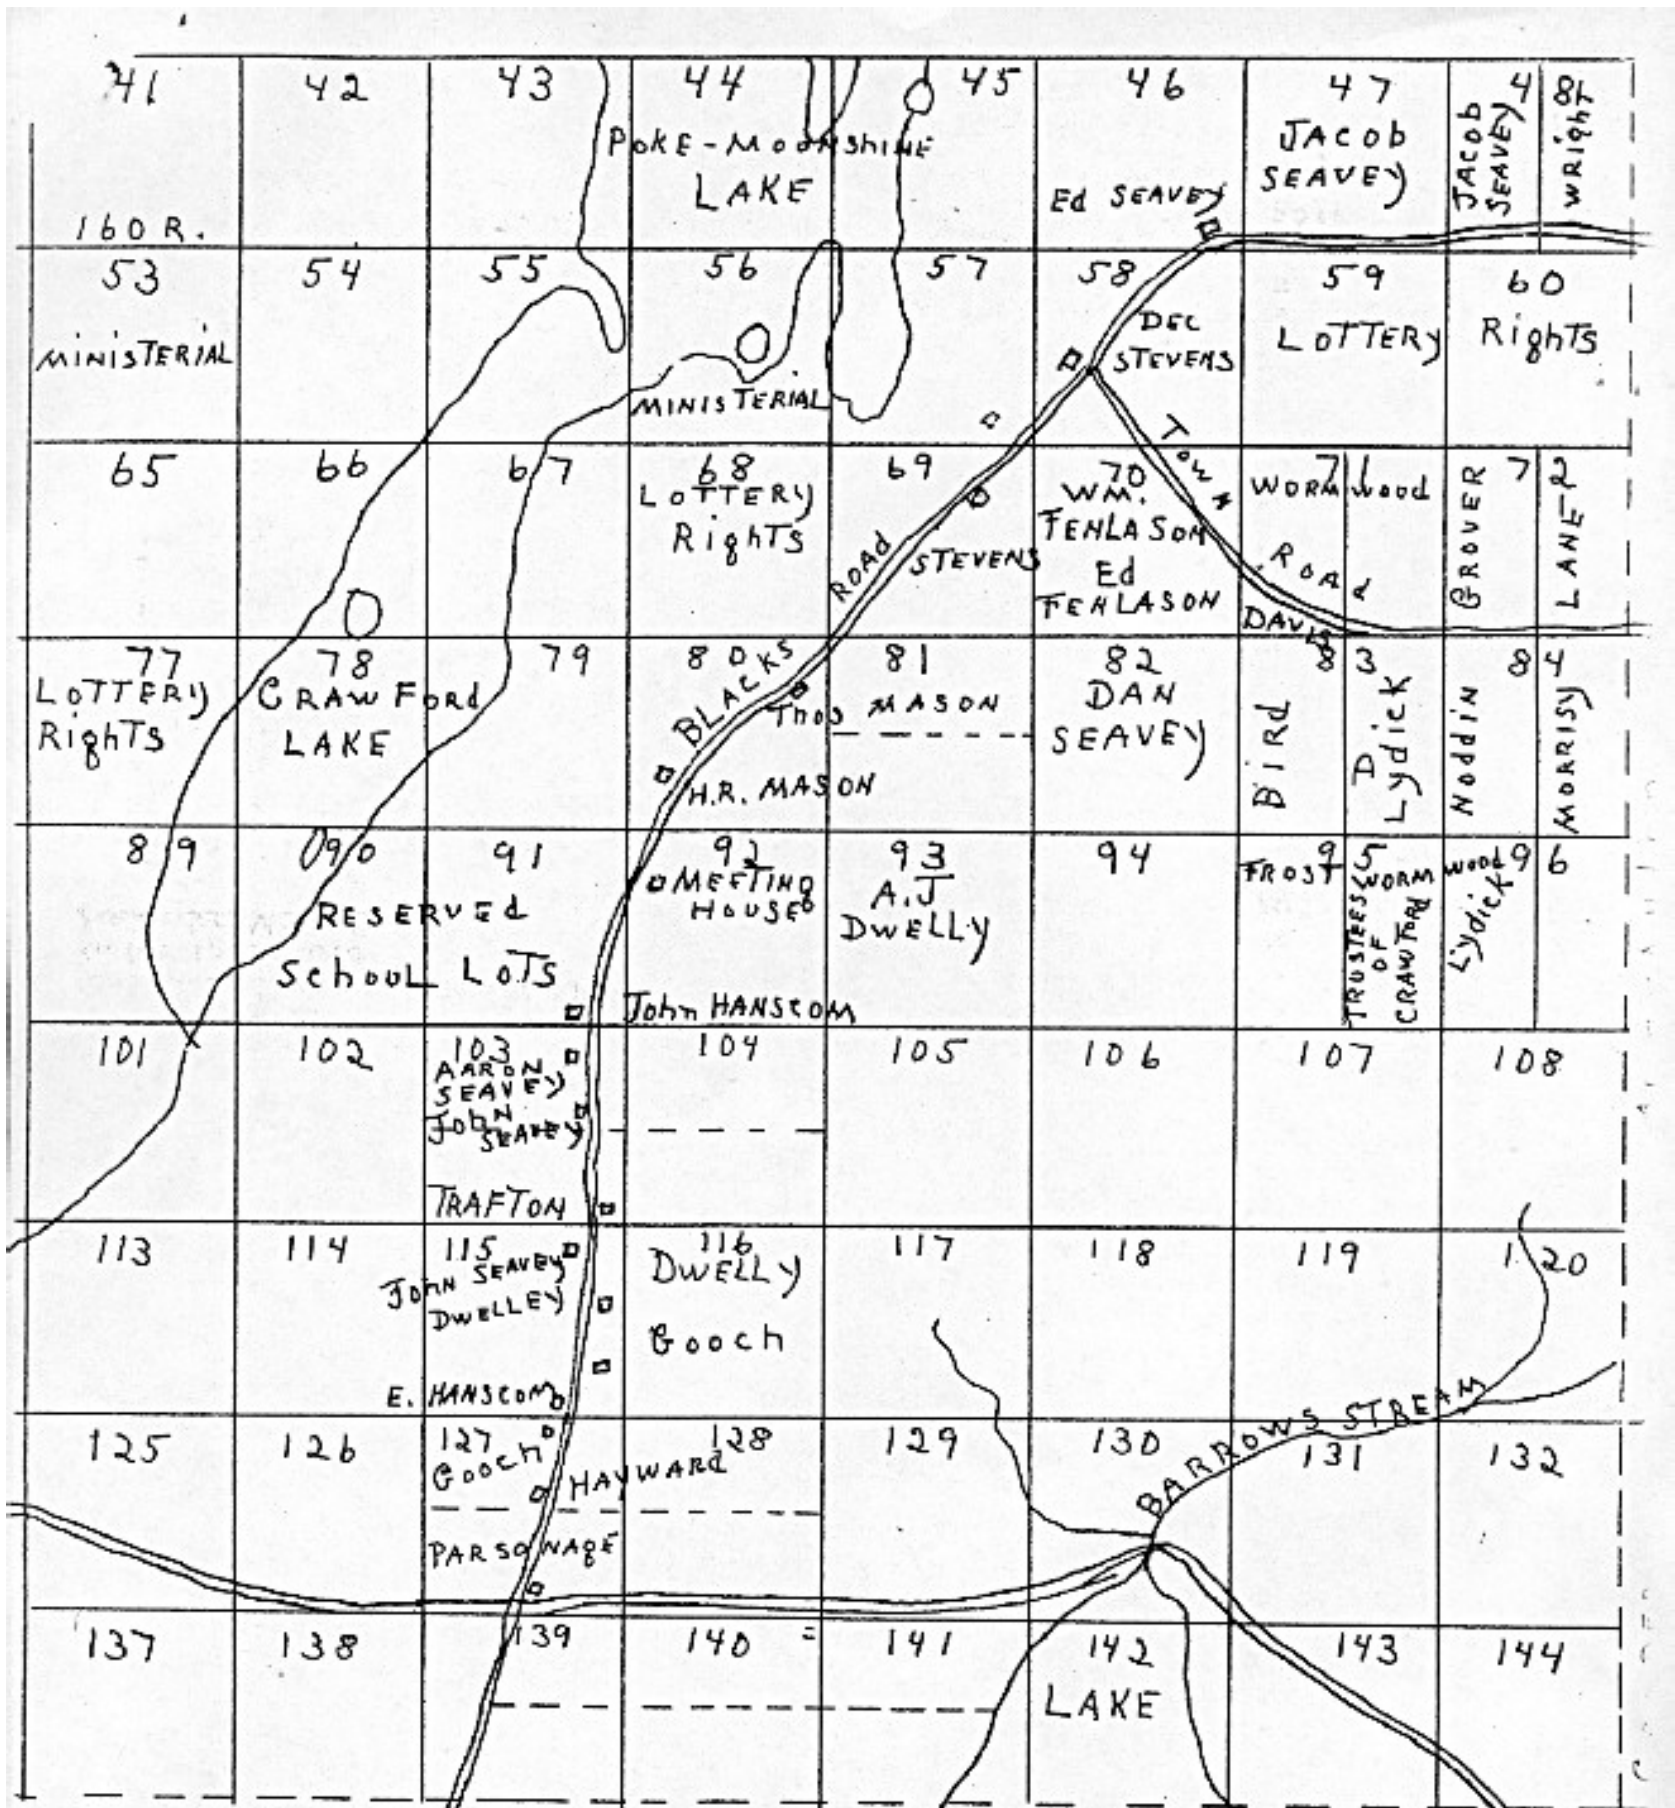 41 42 43 44 45 46 47 48
POKE-MOONSHINE
LAKE
Ed SEAVEY
JACOB
SEAVEY
JACOB
SEAVEY
WRIGHT
160 R.
53 54 55 56 57 58 59 60
MINISTERIAL
MINISTERIAL
DEC
STEVENS
LOTTERY Rights
TOWN ROAD
65 66 67 68 69 70 71 72
LOTTERY
Rights
ROAD
STEVENS
WM.
FENLASON
Ed
FENLASON
WORM wood
DAVIS
GROVER
LANE
77 78 79 80 81 82 83 84
LOTTERY
Rights
CRAWFORd
LAKE
BLACKS
Thos MASON
H.R. MASON
DAN
SEAVEY
BIRd
D
LydICK
NOddIN
MORRISY
89 90 91 92 93 94 95 96
RESERVEd
SchooL LOTS
MEETING
HOUSE
A.J
DWELLY
John HANSCOM
FROST
WORM wood
TRUSTEES
OF
CRAWFORd
LydICK
101 102 103 104 105 106 107 108
AARON
SEAVEY
John
SEAVEY
TRAFTON
113 114 115 116 117 118 119 120
John SEAVEY
DWELLEY
DWELLY
Gooch
E. HANSCOM
BARROWS STREAM
125 126 127 128 129 130 131 132
Gooch
HAYWARd
PARSONAGE
137 138 139 140 141 142 143 144
LAKE